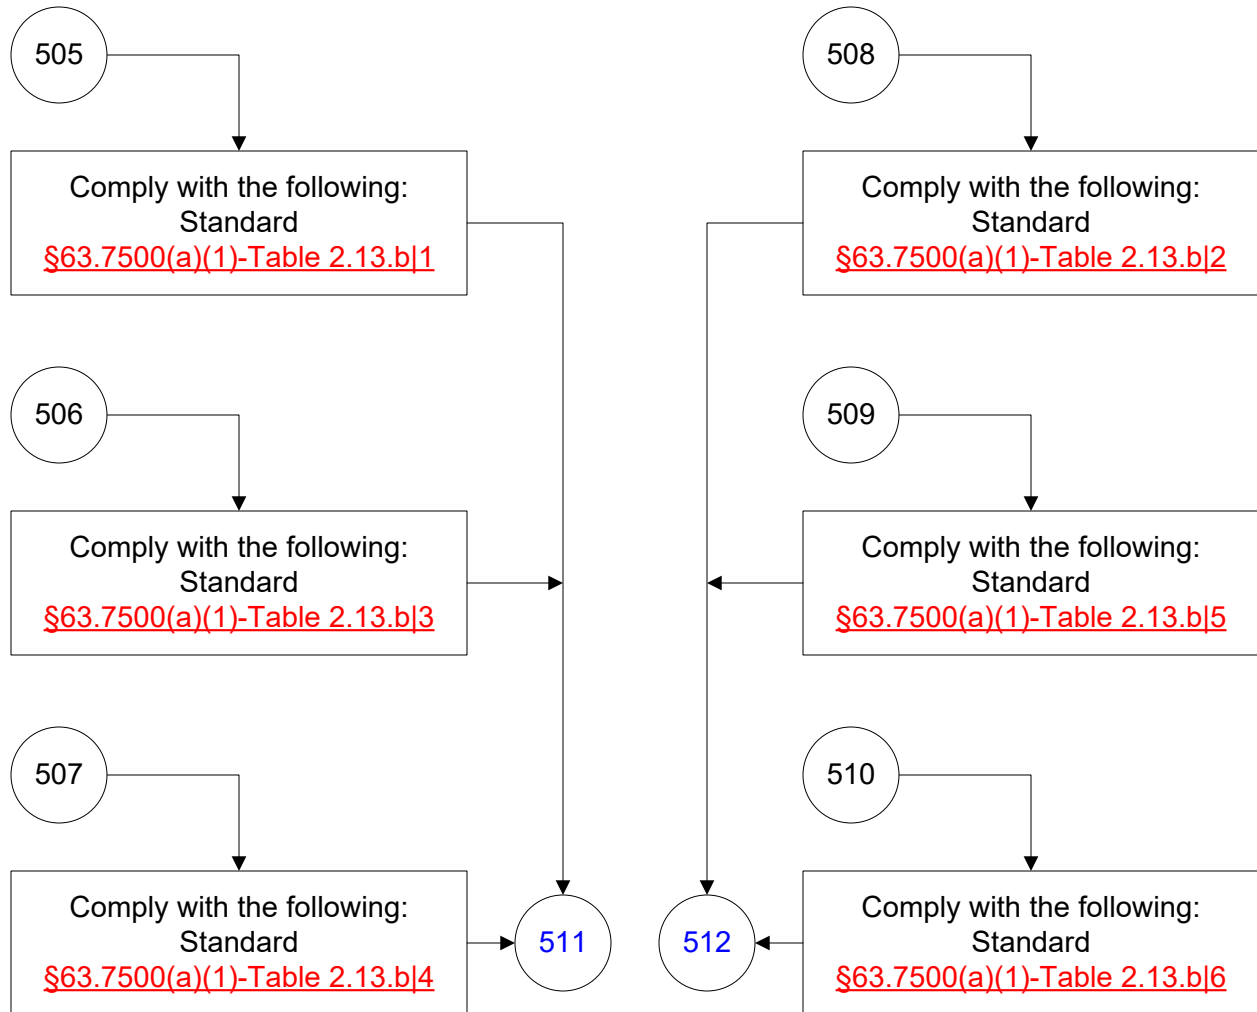 505
Comply with the following:
Standard
§63.7500(a)(1)-Table 2.13.b|1
506
Comply with the following:
Standard
§63.7500(a)(1)-Table 2.13.b|3
507
Comply with the following:
Standard
§63.7500(a)(1)-Table 2.13.b|4
511
508
Comply with the following:
Standard
§63.7500(a)(1)-Table 2.13.b|2
509
Comply with the following:
Standard
§63.7500(a)(1)-Table 2.13.b|5
510
Comply with the following:
Standard
§63.7500(a)(1)-Table 2.13.b|6
512